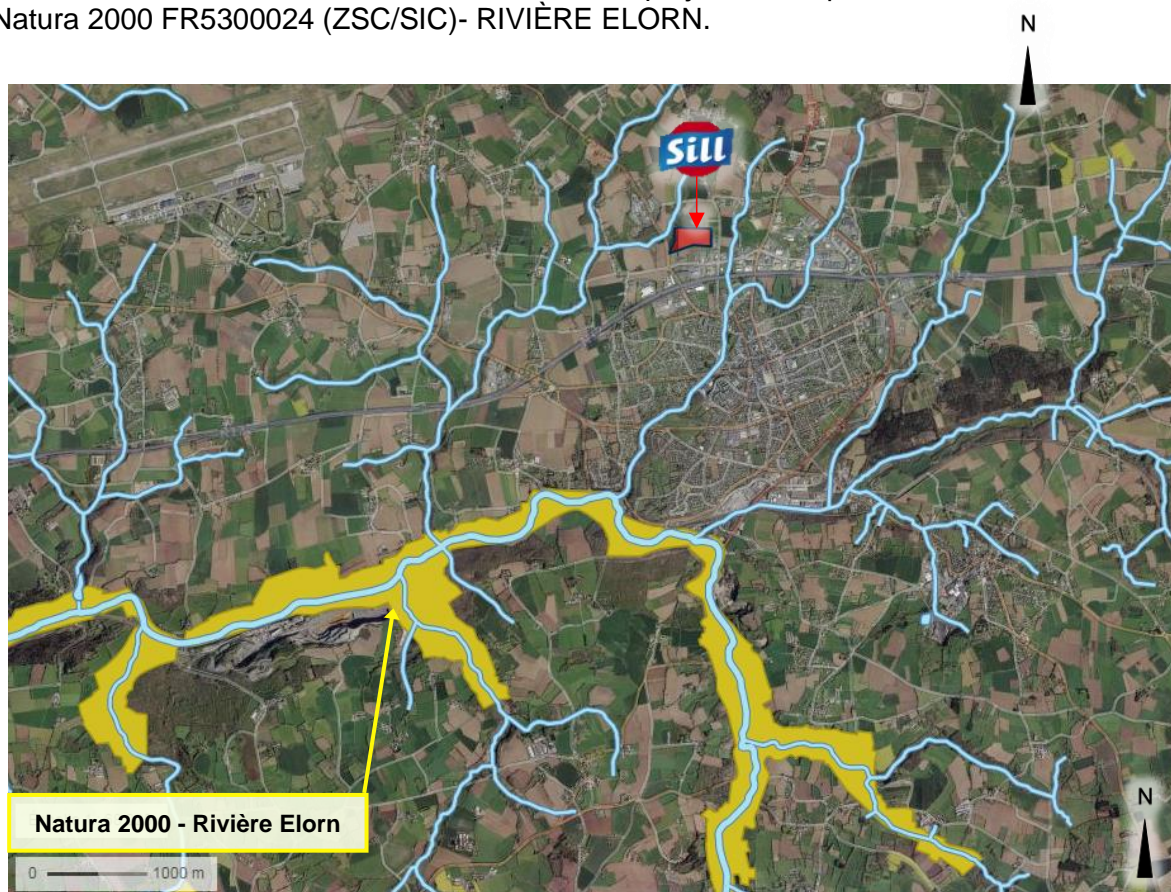 Natura 2000 FR5300024 (ZSC/SIC)- RIVIÈRE ELORN.
N
Sill
Natura 2000 - Rivière Elorn
N
0 1000 m